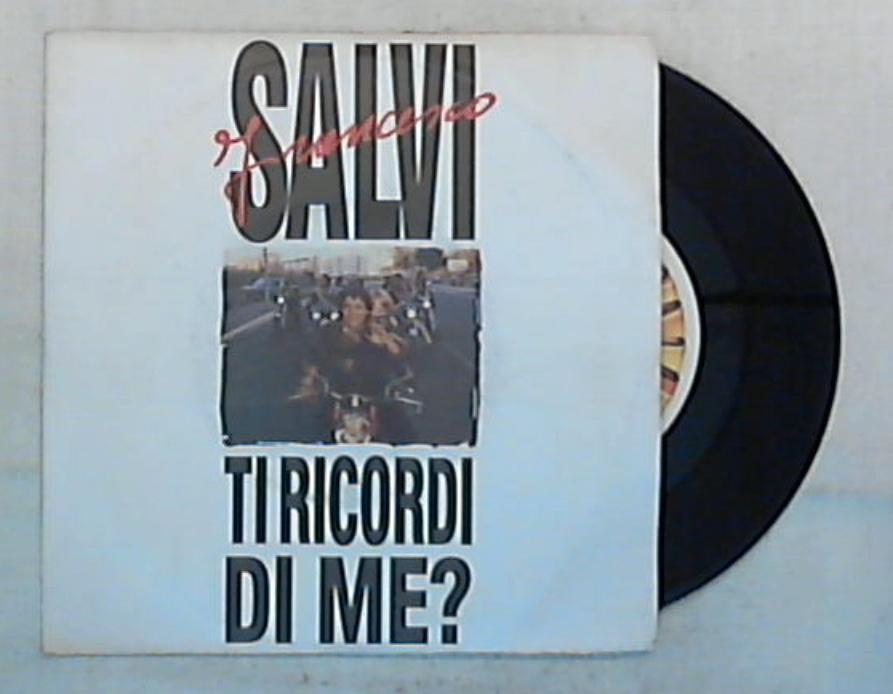 SALVI
Francesco
TI RICORDI
DI ME?